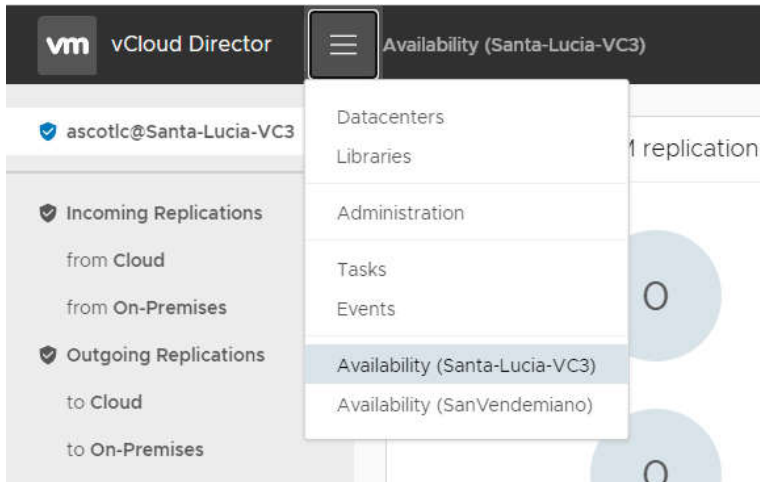 vm vCloud Director Availability (Santa-Lucia-VC3)
ascotlc@Santa-Lucia-VC3
Incoming Replications
from Cloud
from On-Premises
Outgoing Replications
to Cloud
to On-Premises
Datacenters
Libraries
Administration
Tasks
Events
Availability (Santa-Lucia-VC3)
Availability (SanVendemiano)
replication
0
0